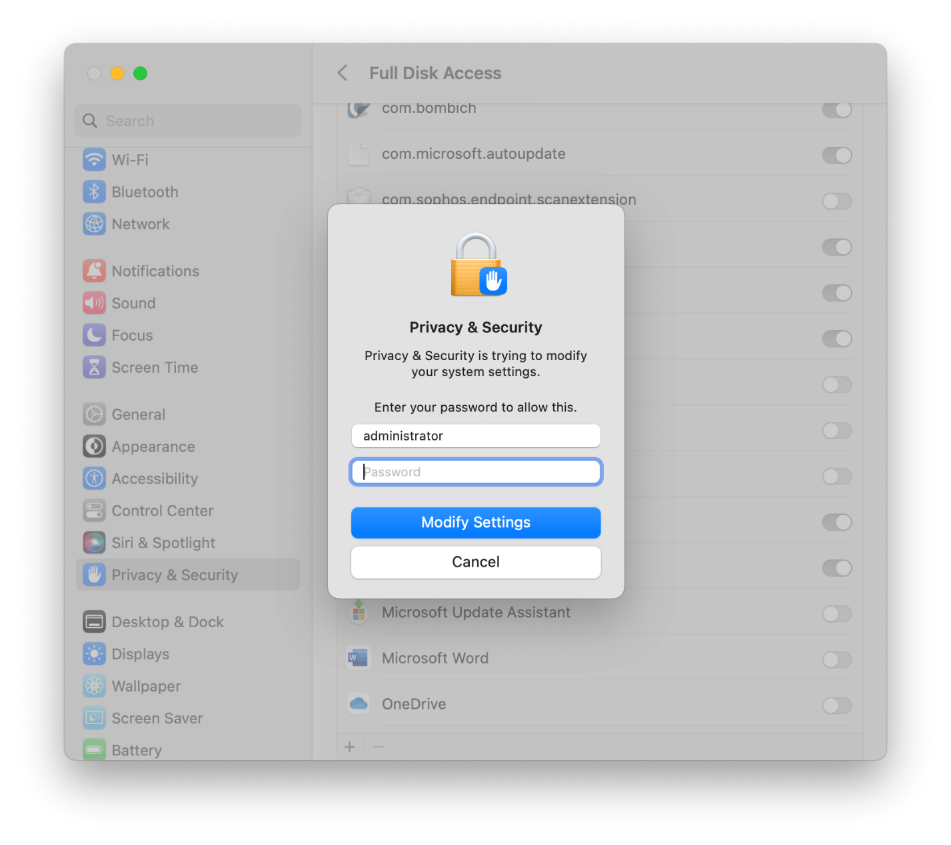 Full Disk Access
Search
Wi-Fi
Bluetooth
Network
Notifications
Sound
Focus
Screen Time
General
Appearance
Accessibility
Control Center
Siri & Spotlight
Privacy & Security
Desktop & Dock
Displays
Wallpaper
Screen Saver
Battery
com.bombich
com.microsoft.autoupdate
com.sophos.endpoint.scanextension
Privacy & Security
Privacy & Security is trying to modify
your system settings.
Enter your password to allow this.
administrator
Password
Modify Settings
Cancel
Microsoft Update Assistant
Microsoft Word
OneDrive